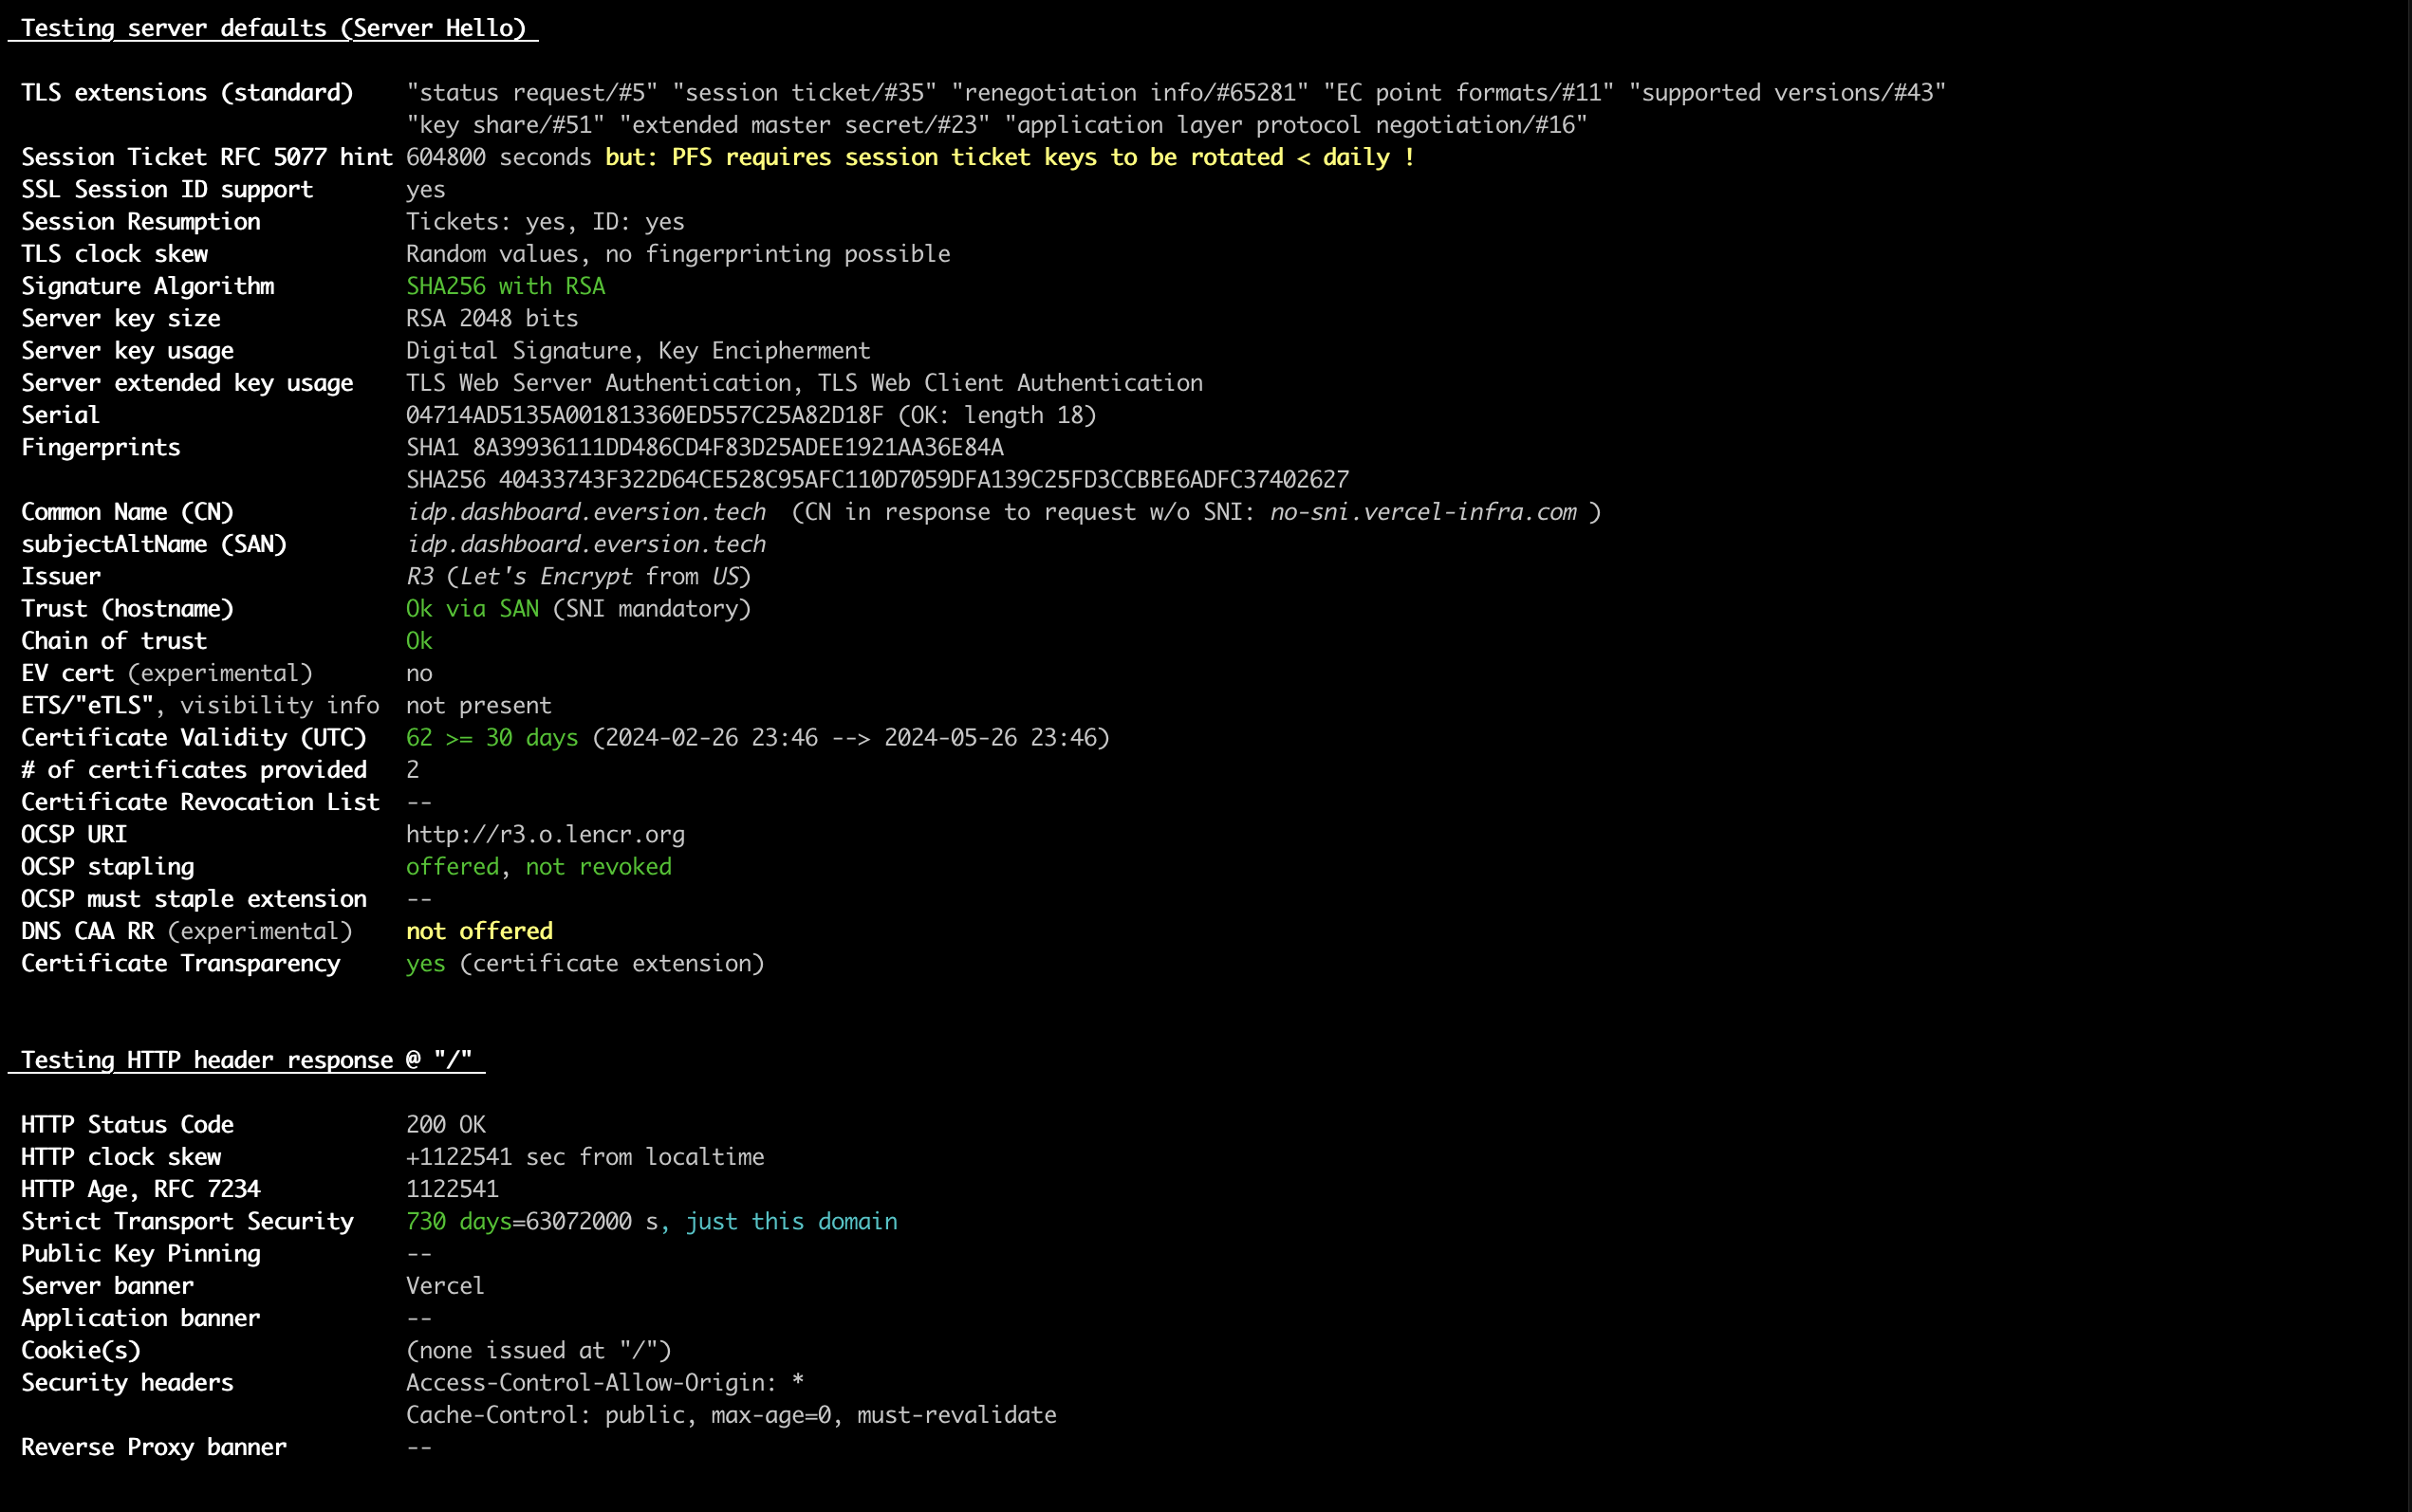 Testing server defaults (Server Hello)
TLS extensions (standard) "status request/#5" "session ticket/#35" "renegotiation info/#65281" "EC point formats/#11" "supported versions/#43"
"key share/#51" "extended master secret/#23" "application layer protocol negotiation/#16"
Session Ticket RFC 5077 hint 604800 seconds but: PFS requires session ticket keys to be rotated < daily !
SSL Session ID support yes
Session Resumption Tickets: yes, ID: yes
TLS clock skew Random values, no fingerprinting possible
Signature Algorithm SHA256 with RSA
Server key size RSA 2048 bits
Server key usage Digital Signature, Key Encipherment
Server extended key usage TLS Web Server Authentication, TLS Web Client Authentication
Serial 04714AD5135A001813360ED557C25A82D18F (OK: length 18)
Fingerprints SHA1 8A39936111DD486CD4F83D25ADEE1921AA36E84A
SHA256 40433743F322D64CE528C95AFC110D7059DFA139C25FD3CCBBE6ADFC37402627
Common Name (CN) idp.dashboard.eversion.tech (CN in response to request w/o SNI: no-sni.vercel-infra.com )
subjectAltName (SAN) idp.dashboard.eversion.tech
Issuer R3 (Let's Encrypt from US)
Trust (hostname) Ok via SAN (SNI mandatory)
Chain of trust Ok
EV cert (experimental) no
ETS/"eTLS", visibility info not present
Certificate Validity (UTC) 62 >= 30 days (2024-02-26 23:46 --> 2024-05-26 23:46)
# of certificates provided 2
Certificate Revocation List --
OCSP URI http://r3.o.lencr.org
OCSP stapling offered, not revoked
OCSP must staple extension --
DNS CAA RR (experimental) not offered
Certificate Transparency yes (certificate extension)
Testing HTTP header response @ "/"
HTTP Status Code 200 OK
HTTP clock skew +1122541 sec from localtime
HTTP Age, RFC 7234 1122541
Strict Transport Security 730 days=63072000 s, just this domain
Public Key Pinning --
Server banner Vercel
Application banner --
Cookie(s) (none issued at "/")
Security headers Access-Control-Allow-Origin: *
Cache-Control: public, max-age=0, must-revalidate
Reverse Proxy banner --